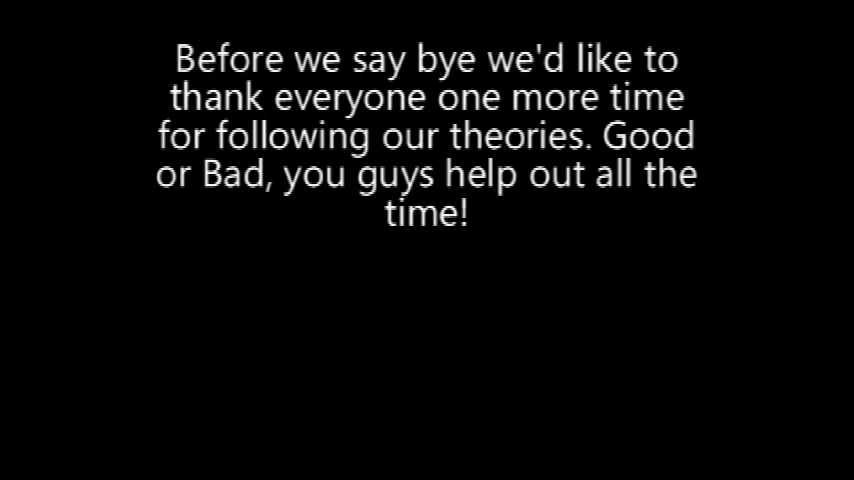 Before we say bye we'd like to
thank everyone one more time
for following our theories. Good
or Bad, you guys help out all the
time!